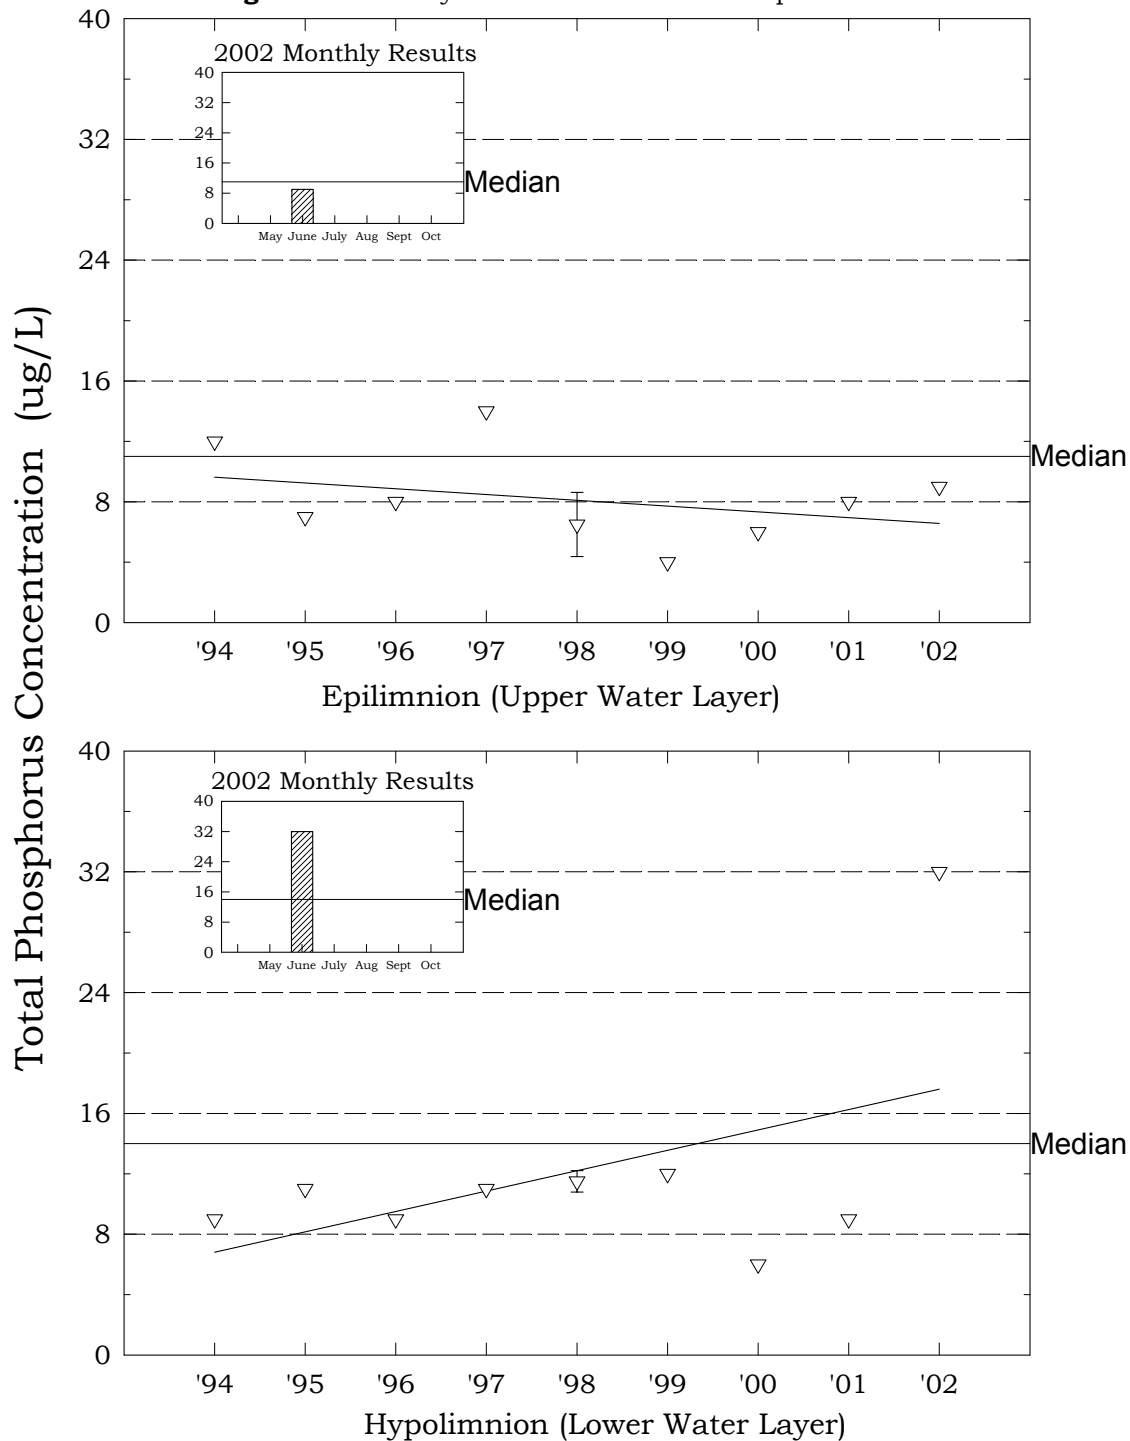 40
2002 Monthly Results
40
32
24
16
8
0
Median
May June July Aug Sept Oct
32
24
16
8
0
Median
'94 '95 '96 '97 '98 '99 '00 '01 '02
Epilimnion (Upper Water Layer)
Total Phosphorus Concentration (ug/L)
40
2002 Monthly Results
40
32
24
16
8
0
Median
May June July Aug Sept Oct
32
24
16
8
0
Median
'94 '95 '96 '97 '98 '99 '00 '01 '02
Hypolimnion (Lower Water Layer)